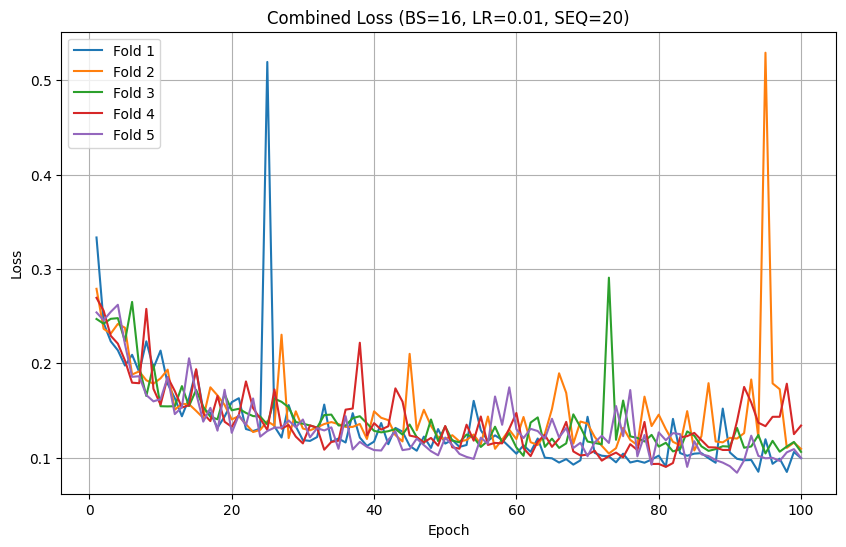 Combined Loss (BS=16, LR=0.01, SEQ=20)
Fold 1
Fold 2
Fold 3
Fold 4
Fold 5
Loss
0.5
0.4
0.3
0.2
0.1
0 20 40 60 80 100
Epoch